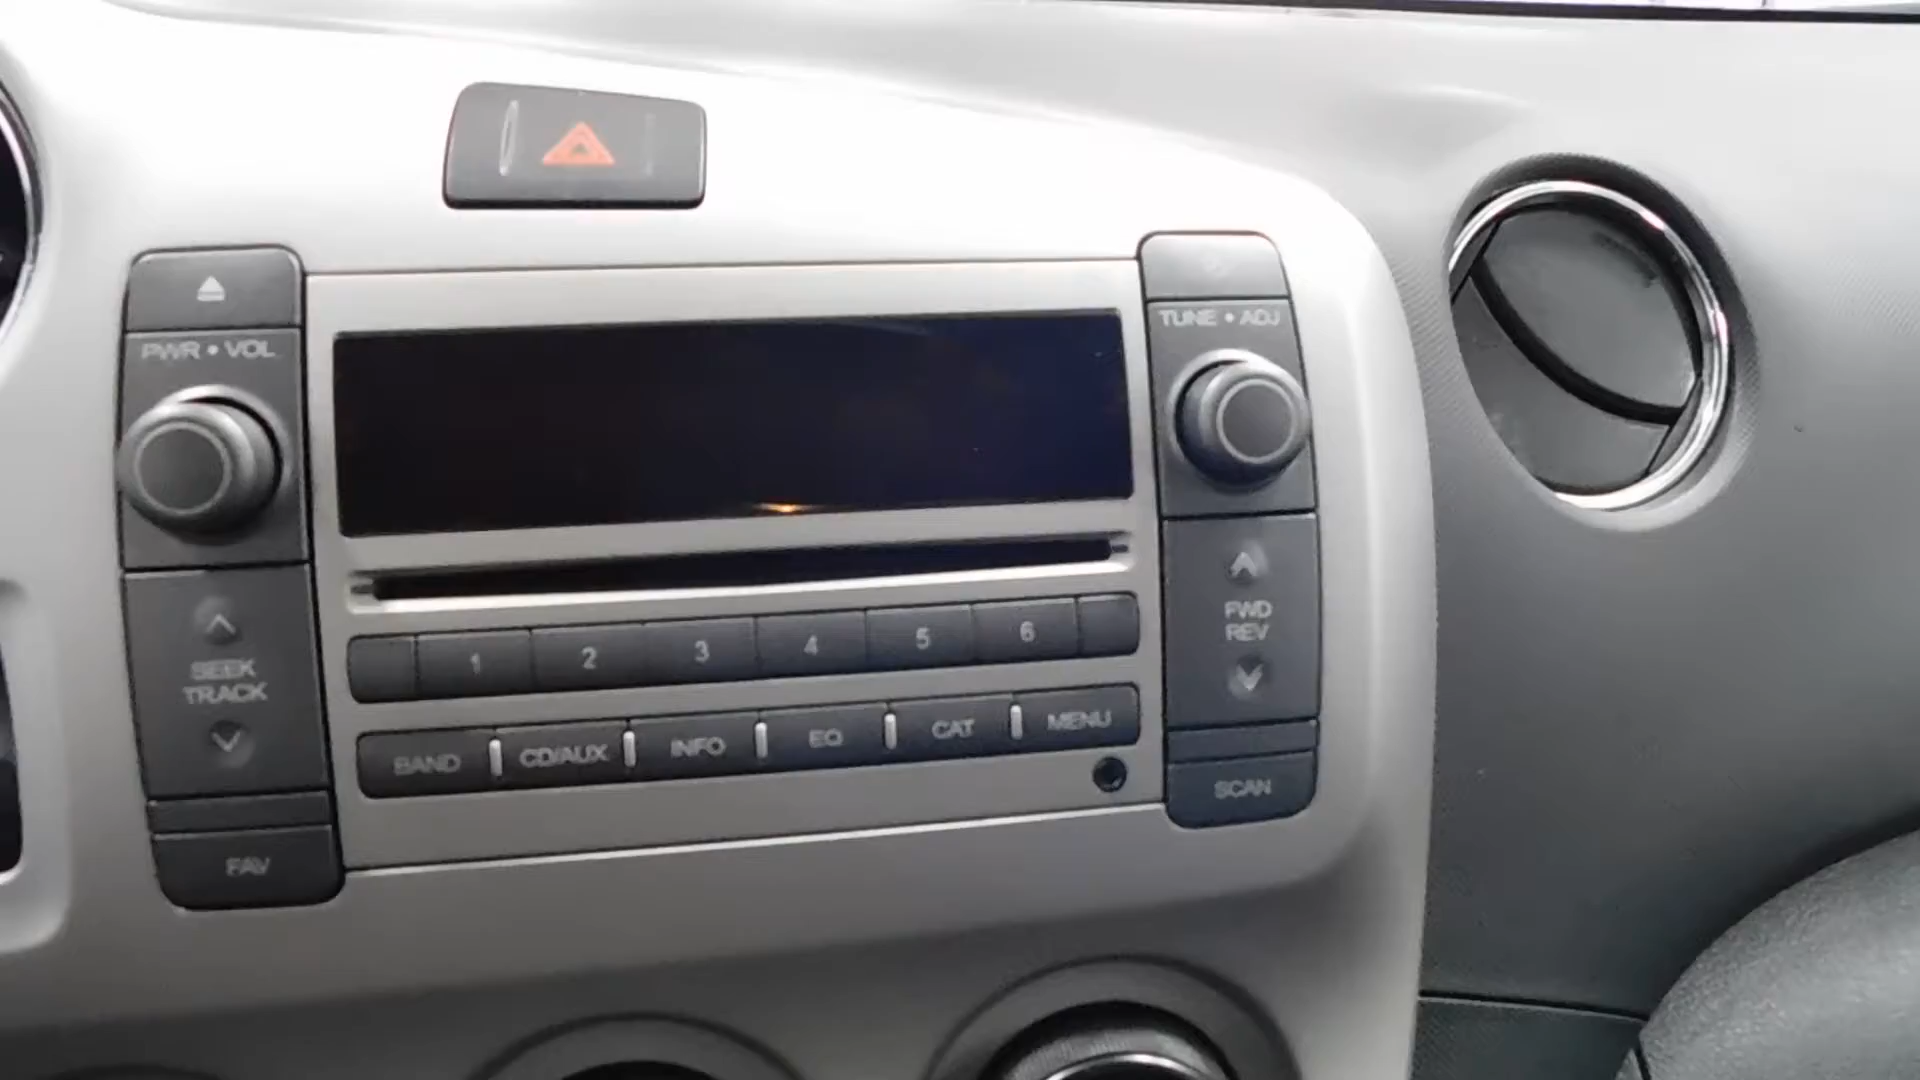 PWR • VOL
TUNE • ADJ
SEEK
TRACK
FWD
REV
1 2 3 4 5 6
BAND CD/AUX INFO EQ CAT MENU
FAV
SCAN